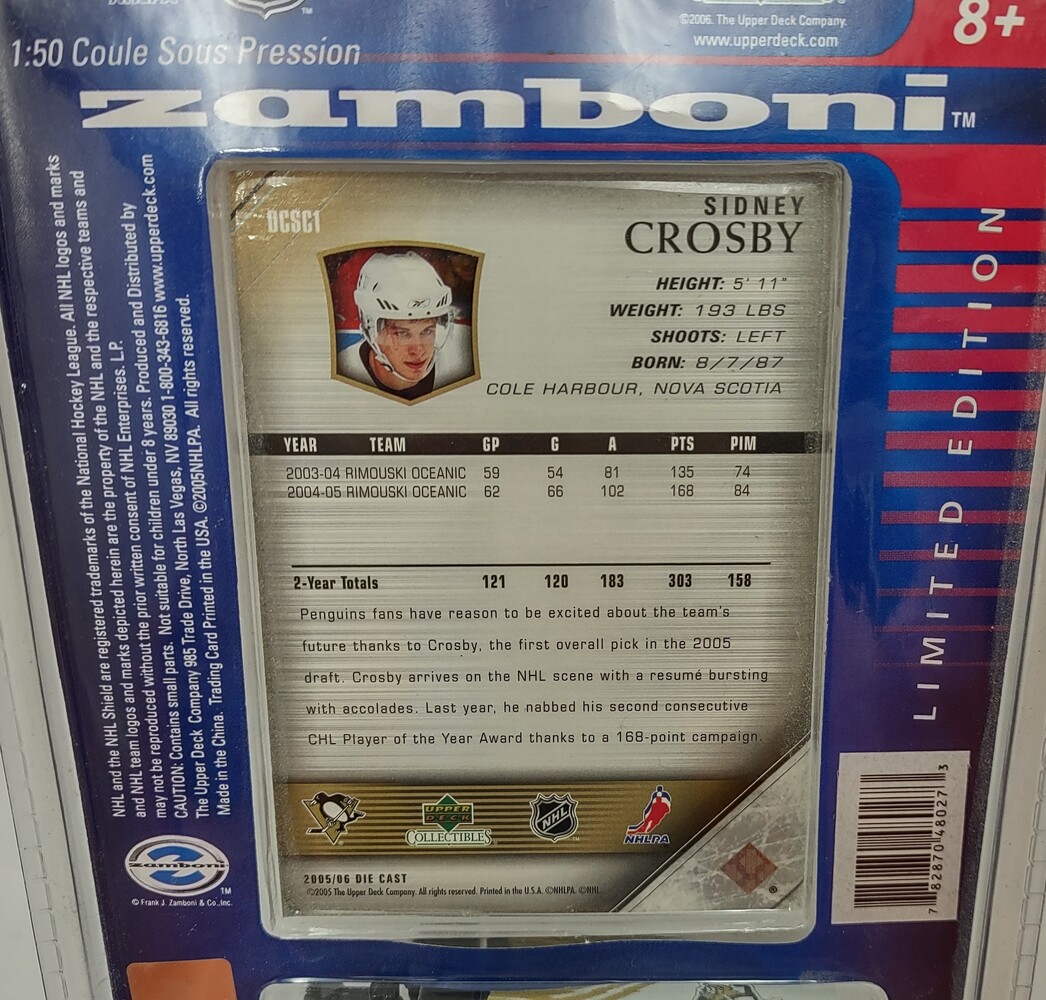 ©2006. The Upper Deck Company.
www.upperdeck.com
8+
1:50 Coule Sous Pression
zamboni™
NHL and the NHL Shield are registered trademarks of the National Hockey League. All NHL logos and marks
and NHL team logos and marks depicted herein are the property of the NHL and the respective teams and
may not be reproduced without the prior written consent of NHL Enterprises. L.P.
CAUTION: Contains small parts. Not suitable for children under 8 years. Produced and Distributed by
The Upper Deck Company 985 Trade Drive, North Las Vegas, NV 89030 1-800-343-6816 www.upperdeck.com
Made in the China. Trading Card Printed in the USA. ©2005NHLPA. All rights reserved.
DCSC1
SIDNEY
CROSBY
HEIGHT: 5' 11"
WEIGHT: 193 LBS
SHOOTS: LEFT
BORN: 8/7/87
COLE HARBOUR, NOVA SCOTIA
YEAR TEAM GP G A PTS PIM
2003-04 RIMOUSKI OCEANIC 59 54 81 135 74
2004-05 RIMOUSKI OCEANIC 62 66 102 168 84
2-Year Totals 121 120 183 303 158
Penguins fans have reason to be excited about the team's
future thanks to Crosby, the first overall pick in the 2005
draft. Crosby arrives on the NHL scene with a resumé bursting
with accolades. Last year, he nabbed his second consecutive
CHL Player of the Year Award thanks to a 168-point campaign.
UPPER
DECK
COLLECTIBLES
NHL
NHLPA
2005/06 DIE CAST
©2005 The Upper Deck Company. All rights reserved. Printed in the U.S.A. ©NHLPA. ©NHL.
LIMITED EDITION
zamboni™
© Frank J. Zamboni & Co., Inc.
7 82870 48027 3